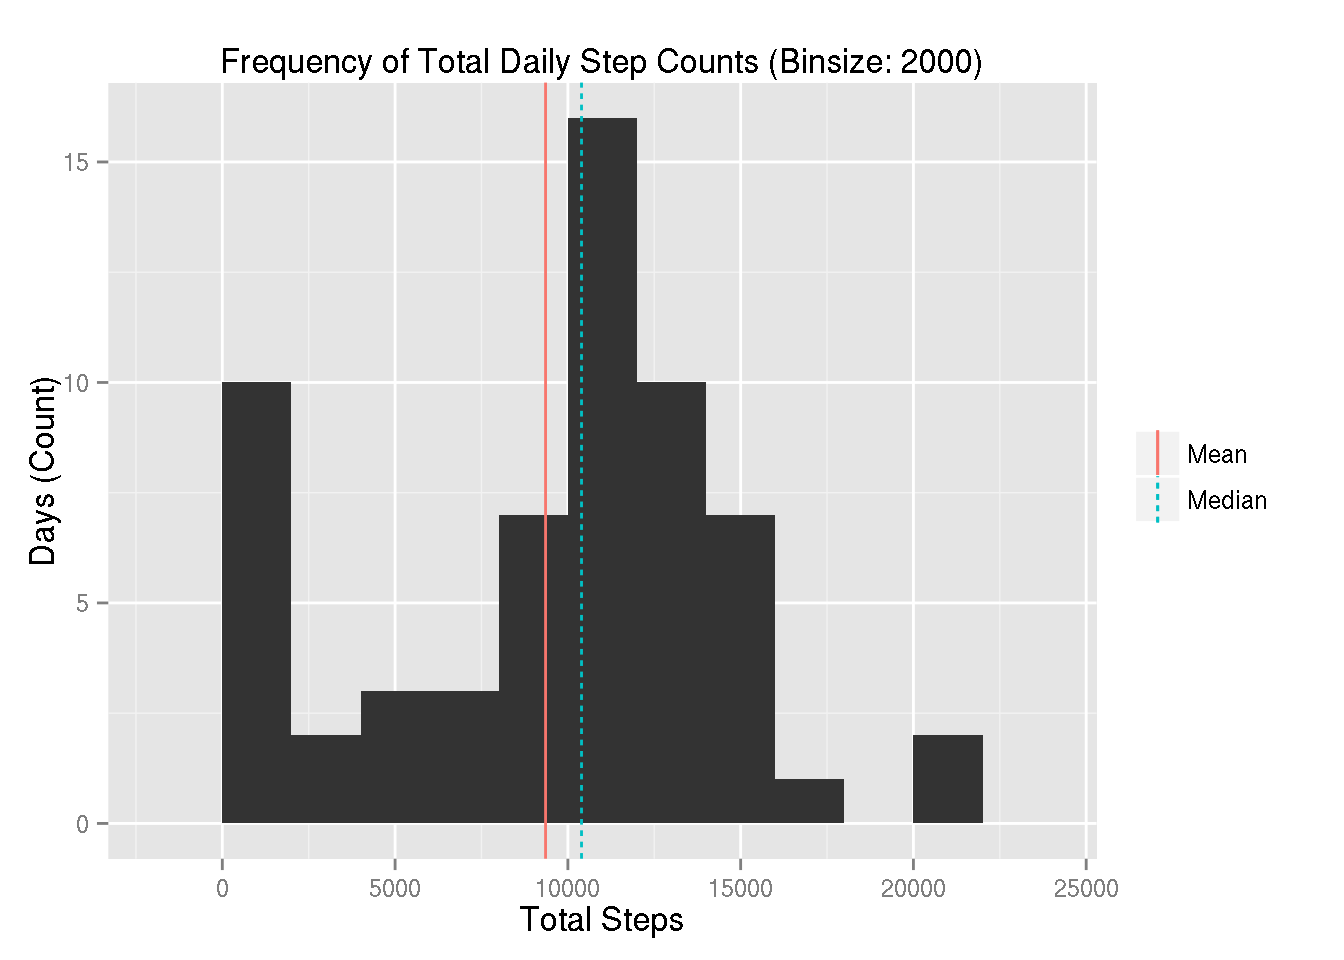 Frequency of Total Daily Step Counts (Binsize: 2000)
Days (Count)
15
10
5
0
0 5000 10000 15000 20000 25000
Total Steps
Mean
Median